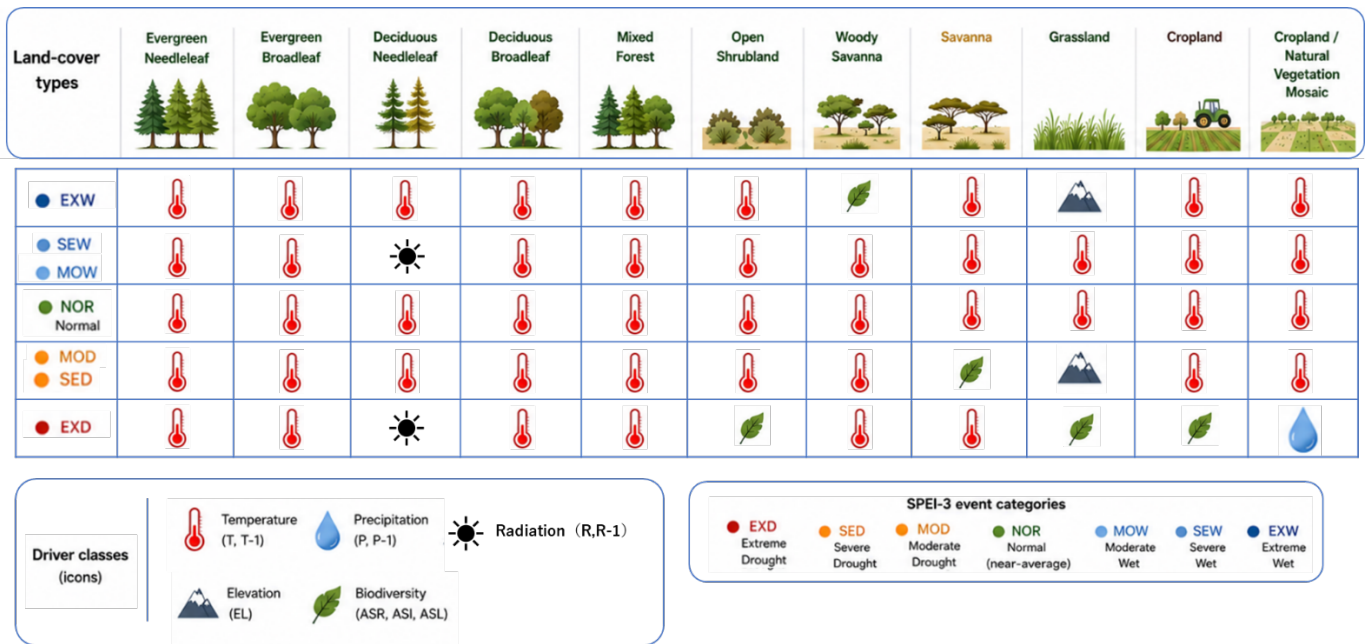 Land-cover
types
Evergreen
Needleleaf
Evergreen
Broadleaf
Deciduous
Needleleaf
Deciduous
Broadleaf
Mixed
Forest
Open
Shrubland
Woody
Savanna
Savanna
Grassland
Cropland
Cropland /
Natural
Vegetation
Mosaic
EXW
SEW
MOW
NOR
Normal
MOD
SED
EXD
Driver classes
(icons)
Temperature
(T, T-1)
Precipitation
(P, P-1)
Radiation（R,R-1）
Elevation
(EL)
Biodiversity
(ASR, ASI, ASL)
SPEI-3 event categories
EXD
Extreme
Drought
SED
Severe
Drought
MOD
Moderate
Drought
NOR
Normal
(near-average)
MOW
Moderate
Wet
SEW
Severe
Wet
EXW
Extreme
Wet